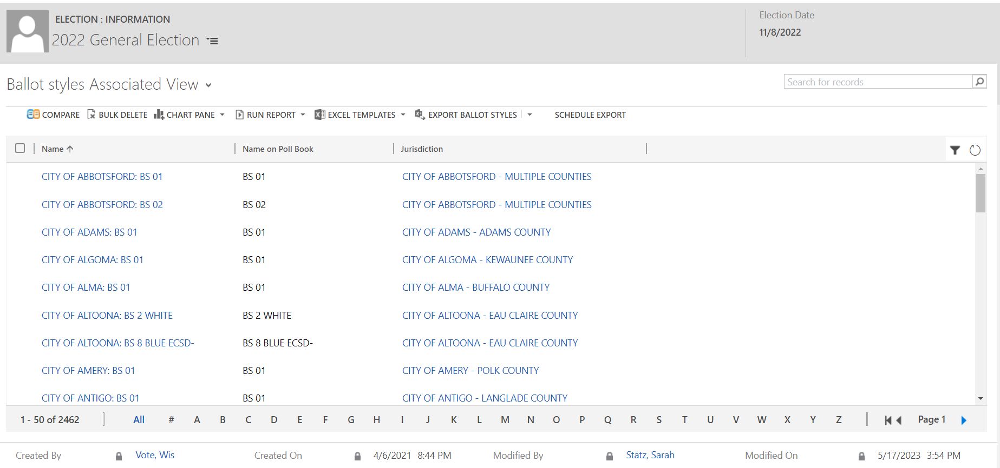 ELECTION : INFORMATION
2022 General Election
Election Date
11/8/2022
Ballot styles Associated View
Search for records
COMPARE BULK DELETE CHART PANE RUN REPORT EXCEL TEMPLATES EXPORT BALLOT STYLES SCHEDULE EXPORT
Name Name on Poll Book Jurisdiction
CITY OF ABBOTSFORD: BS 01 BS 01 CITY OF ABBOTSFORD - MULTIPLE COUNTIES
CITY OF ABBOTSFORD: BS 02 BS 02 CITY OF ABBOTSFORD - MULTIPLE COUNTIES
CITY OF ADAMS: BS 01 BS 01 CITY OF ADAMS - ADAMS COUNTY
CITY OF ALGOMA: BS 01 BS 01 CITY OF ALGOMA - KEWAUNEE COUNTY
CITY OF ALMA: BS 01 BS 01 CITY OF ALMA - BUFFALO COUNTY
CITY OF ALTOONA: BS 2 WHITE BS 2 WHITE CITY OF ALTOONA - EAU CLAIRE COUNTY
CITY OF ALTOONA: BS 8 BLUE ECSD- BS 8 BLUE ECSD- CITY OF ALTOONA - EAU CLAIRE COUNTY
CITY OF AMERY: BS 01 BS 01 CITY OF AMERY - POLK COUNTY
CITY OF ANTIGO: BS 01 BS 01 CITY OF ANTIGO - LANGLADE COUNTY
1 - 50 of 2462 All # A B C D E F G H I J K L M N O P Q R S T U V W X Y Z Page 1
Created By Vote, Wis Created On 4/6/2021 8:44 PM Modified By Statz, Sarah Modified On 5/17/2023 3:54 PM